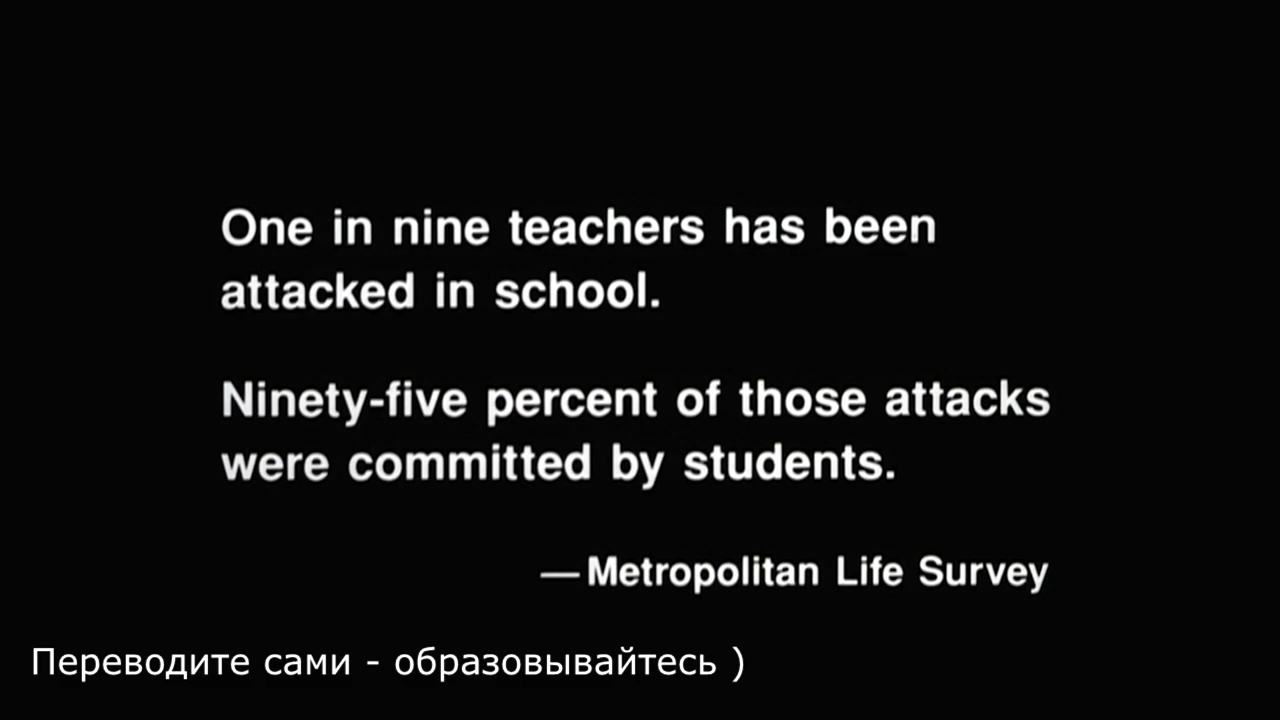 One in nine teachers has been
attacked in school.
Ninety-five percent of those attacks
were committed by students.
— Metropolitan Life Survey
Переводите сами - образовывайтесь )